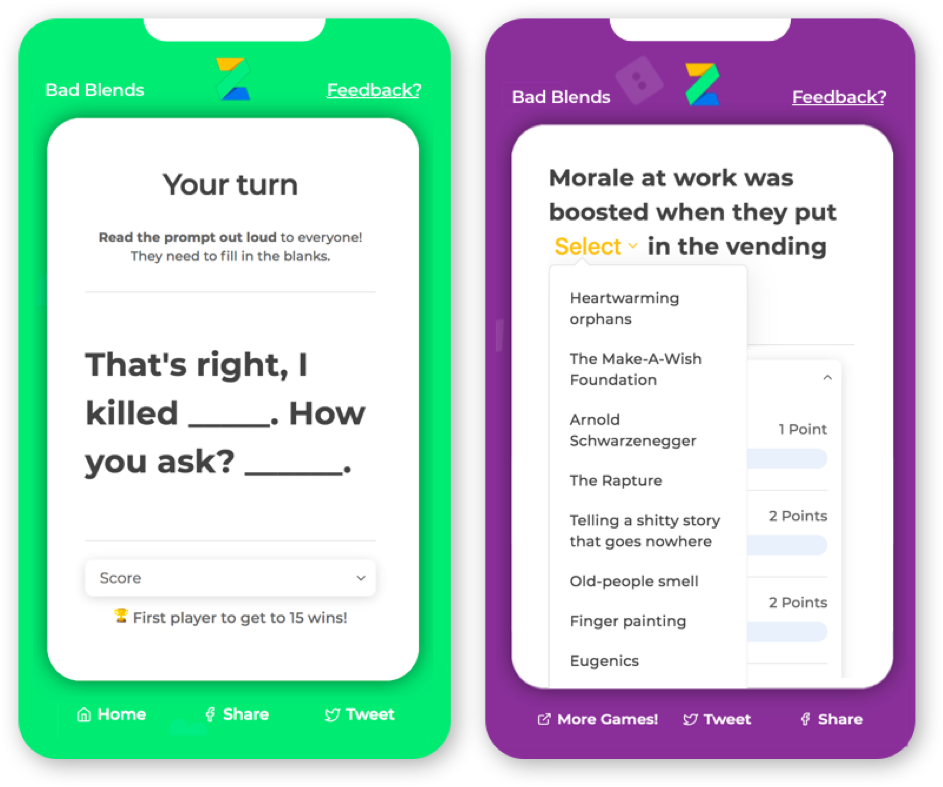 Bad Blends
Feedback?
Your turn
Read the prompt out loud to everyone!
They need to fill in the blanks.
That's right, I
killed _____. How
you ask? ______.
Score
🏆 First player to get to 15 wins!
Home
Share
Tweet
Bad Blends
Feedback?
Morale at work was
boosted when they put
Select in the vending
Heartwarming
orphans
The Make-A-Wish
Foundation
Arnold
Schwarzenegger
The Rapture
Telling a shitty story
that goes nowhere
Old-people smell
Finger painting
Eugenics
1 Point
2 Points
2 Points
More Games!
Tweet
Share